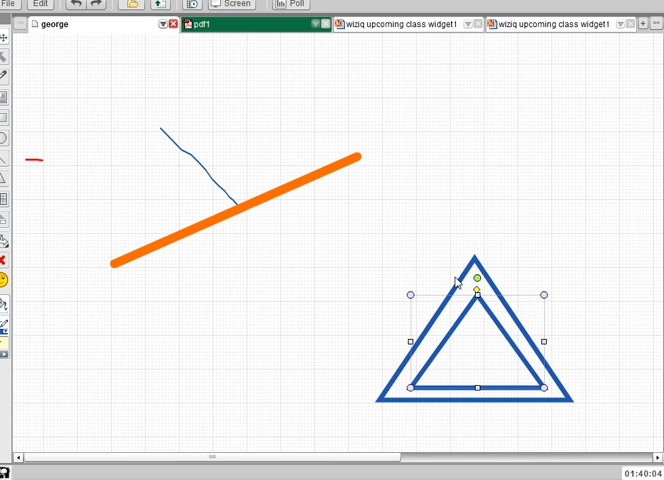 File Edit Screen Poll
george pdf1 wiziq upcoming class widget1 wiziq upcoming class widget1
01:40:04